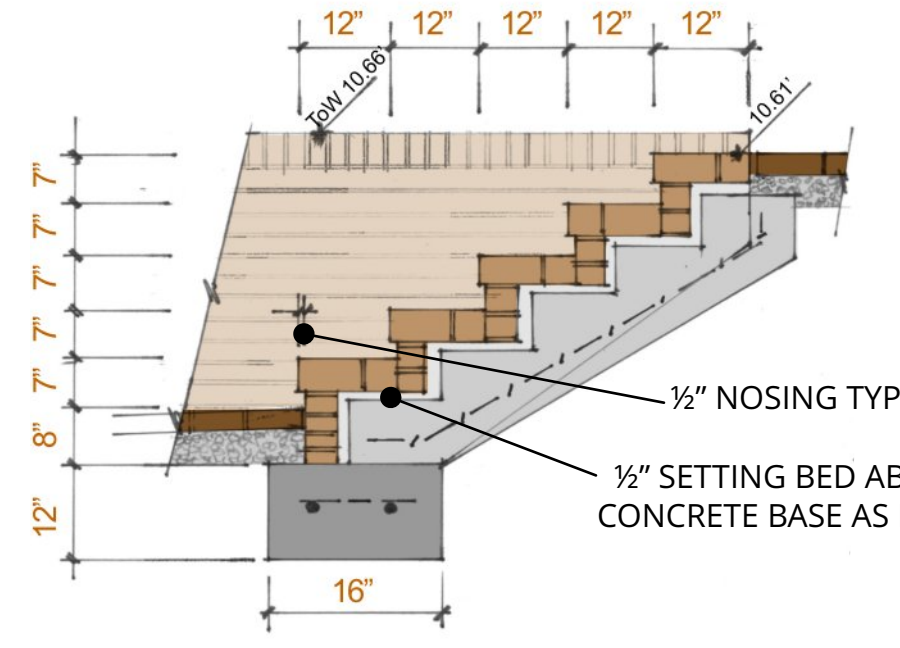 12” 12” 12” 12” 12”
ToW 10.66'
10.61'
7”
7”
7”
7”
7”
8”
12”
½” NOSING TYP
½” SETTING BED AB
CONCRETE BASE AS
16”